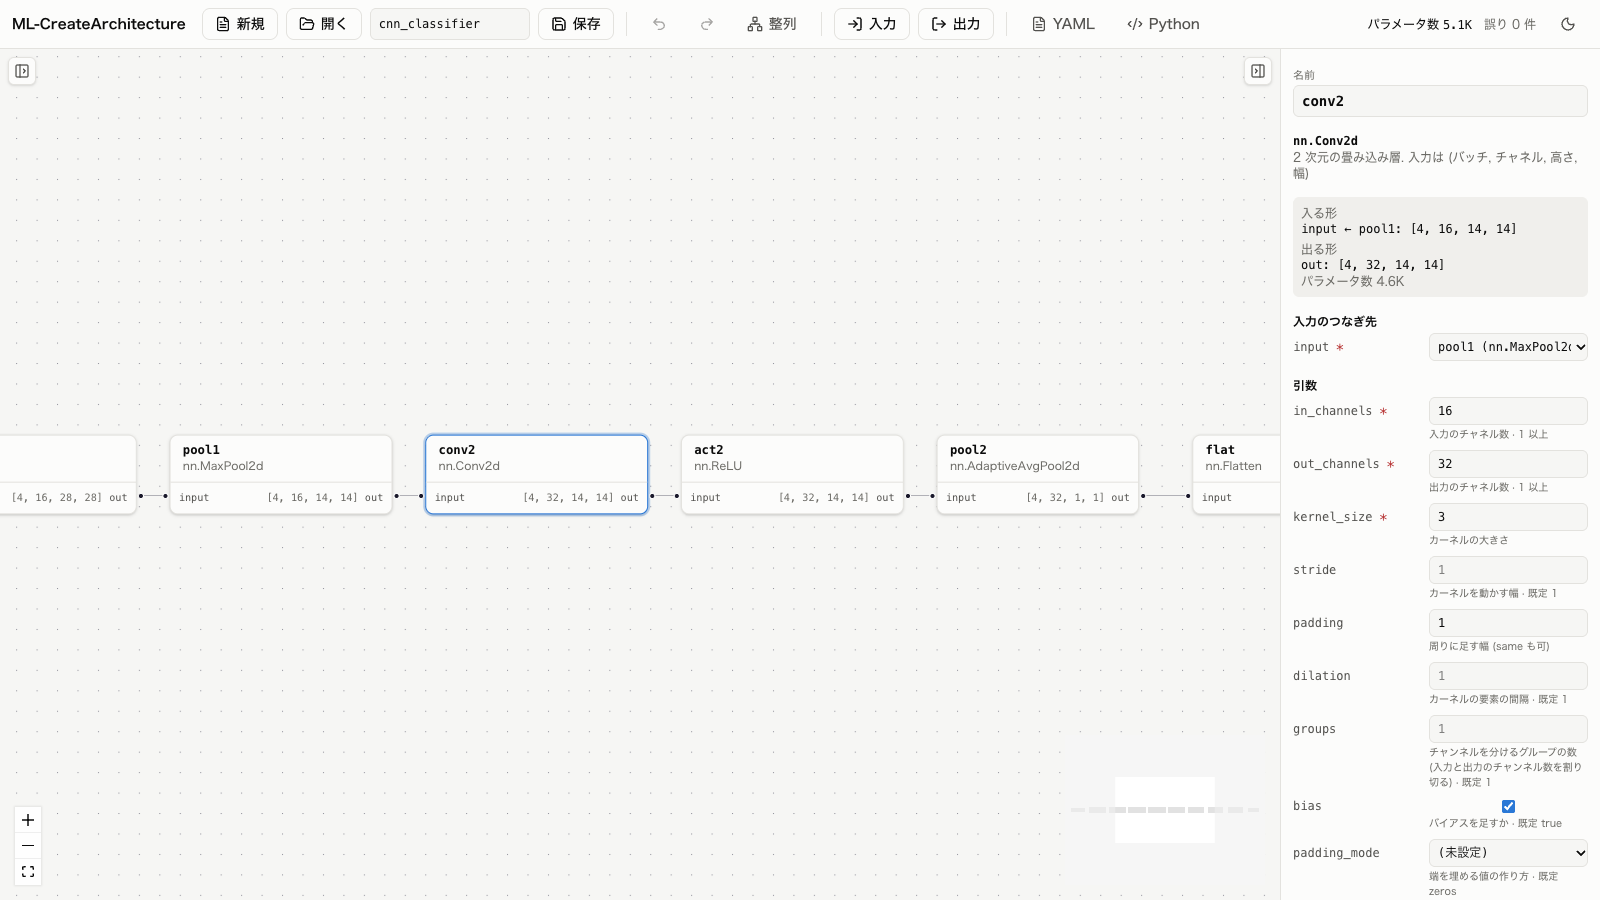 ML-CreateArchitecture 新規 開く cnn_classifier 保存 整列 入力 出力 YAML Python パラメータ数 5.1K 誤り 0 件
[4, 16, 28, 28] out
pool1
nn.MaxPool2d
input [4, 16, 14, 14] out
conv2
nn.Conv2d
input [4, 32, 14, 14] out
act2
nn.ReLU
input [4, 32, 14, 14] out
pool2
nn.AdaptiveAvgPool2d
input [4, 32, 1, 1] out
flat
nn.Flatten
input
名前
conv2
nn.Conv2d
2 次元の畳み込み層. 入力は (バッチ, チャネル, 高さ,
幅)
入る形
input ← pool1: [4, 16, 14, 14]
出る形
out: [4, 32, 14, 14]
パラメータ数 4.6K
入力のつなぎ先
input * pool1 (nn.MaxPool2d
引数
in_channels * 16
入力のチャネル数 · 1 以上
out_channels * 32
出力のチャネル数 · 1 以上
kernel_size * 3
カーネルの大きさ
stride 1
カーネルを動かす幅 · 既定 1
padding 1
周りに足す幅 (same も可)
dilation 1
カーネルの要素の間隔 · 既定 1
groups 1
チャンネルを分けるグループの数
(入力と出力のチャンネル数を割り
切る) · 既定 1
bias
バイアスを足すか · 既定 true
padding_mode (未設定)
端を埋める値の作り方 · 既定
zeros